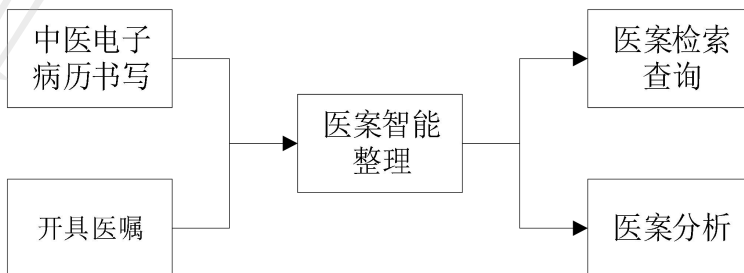 中医电子
病历书写
开具医嘱
医案智能
整理
医案检索
查询
医案分析